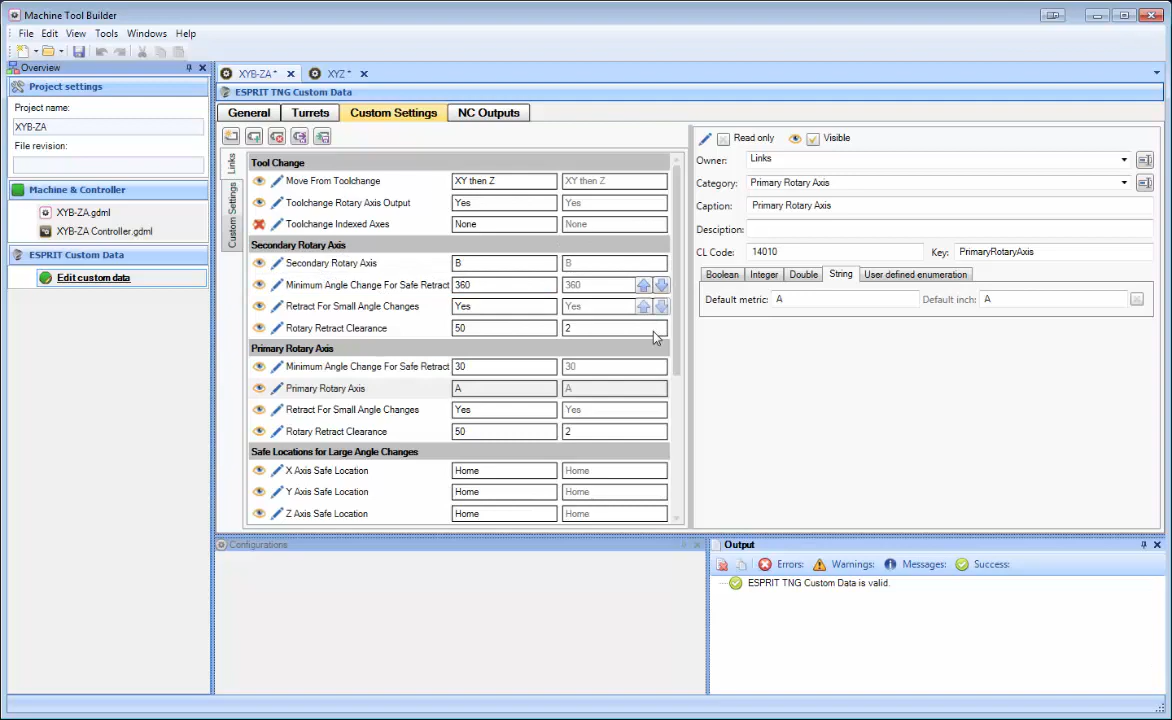 Machine Tool Builder
File Edit View Tools Windows Help
Overview
Project settings
Project name:
XYB-ZA
File revision:
Machine & Controller
XYB-ZA.gdml
XYB-ZA Controller.gdml
ESPRIT Custom Data
Edit custom data
XYB-ZA* XYZ*
ESPRIT TNG Custom Data
General Turrets Custom Settings NC Outputs
Links
Custom Settings
Tool Change
Move From Toolchange XY then Z XY then Z
Toolchange Rotary Axis Output Yes Yes
Toolchange Indexed Axes None None
Secondary Rotary Axis
Secondary Rotary Axis B B
Minimum Angle Change For Safe Retract 360 360
Retract For Small Angle Changes Yes Yes
Rotary Retract Clearance 50 2
Primary Rotary Axis
Minimum Angle Change For Safe Retract 30 30
Primary Rotary Axis A A
Retract For Small Angle Changes Yes Yes
Rotary Retract Clearance 50 2
Safe Locations for Large Angle Changes
X Axis Safe Location Home Home
Y Axis Safe Location Home Home
Z Axis Safe Location Home Home
Read only Visible
Owner: Links
Category: Primary Rotary Axis
Caption: Primary Rotary Axis
Desciption:
CL Code: 14010 Key: PrimaryRotaryAxis
Boolean Integer Double String User defined enumeration
Default metric: A Default inch: A
Configurations
Output
Errors: Warnings: Messages: Success:
ESPRIT TNG Custom Data is valid.